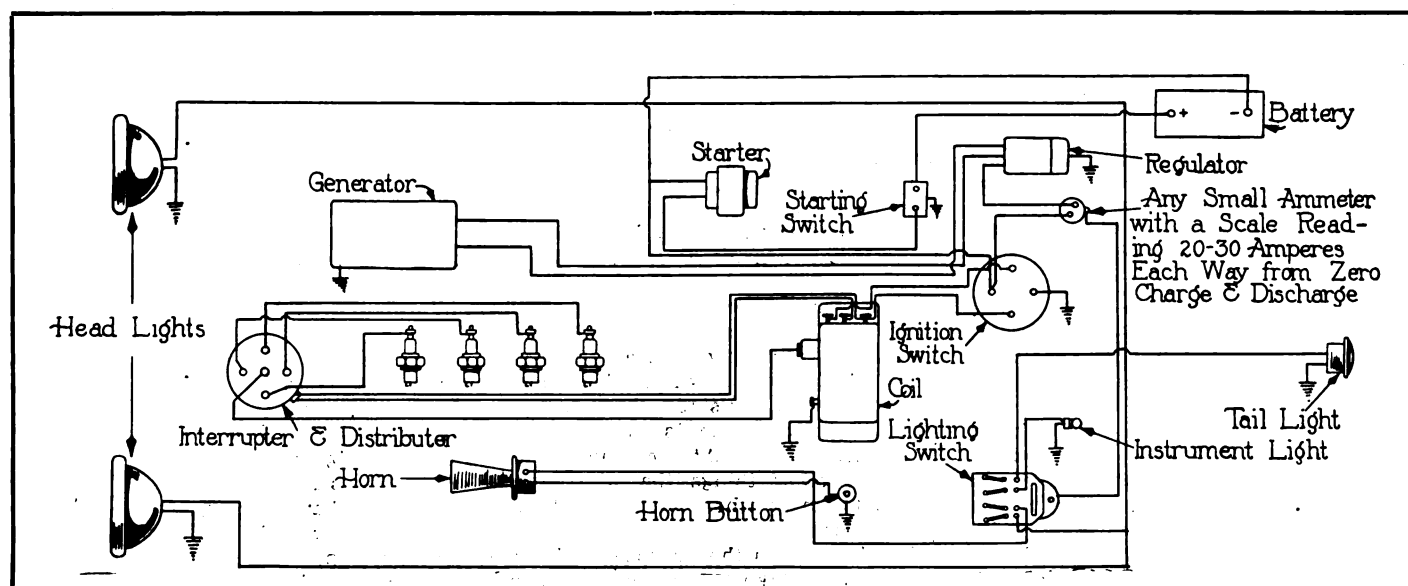 + -
Battery
Starter
Regulator
Generator
Starting
Switch
Any Small Ammeter
with a Scale Read-
ing 20-30 Amperes
Each Way from Zero
Charge & Discharge
Head Lights
Ignition
Switch
Coil
Tail Light
Interrupter & Distributer
Lighting
Switch
Instrument Light
Horn
Horn Button